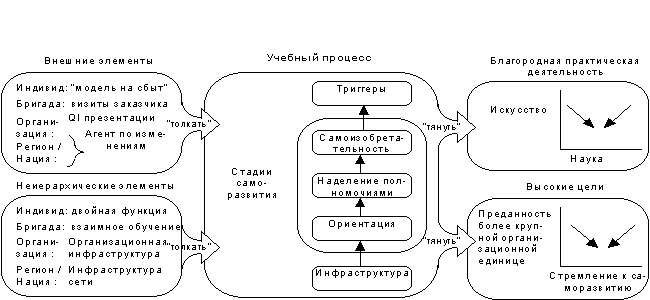 Внешние элементы
Индивид: "модель на сбыт"
Бригада: визиты заказчика
Органи-
зация :
QI презентации
Регион /
Нация :
Агент по изме-
нениям
"толкать"
Неиерархические элементы
Индивид: двойная функция
Бригада: взаимное обучение
Органи-
зация :
Организационная
инфраструктура
Регион /
Нация :
Инфраструктура
сети
"толкать"
Учебный процесс
Стадии
само-
развития
Триггеры
Самоизобрета-
тельность
Наделение пол-
номочиями
Ориентация
Инфраструктура
"тянуть"
"тянуть"
Благородная практическая
деятельность
Искусство
Наука
Высокие цели
Преданность
более круп-
ной органи-
зационной
единице
Стремление к са-
моразвитию